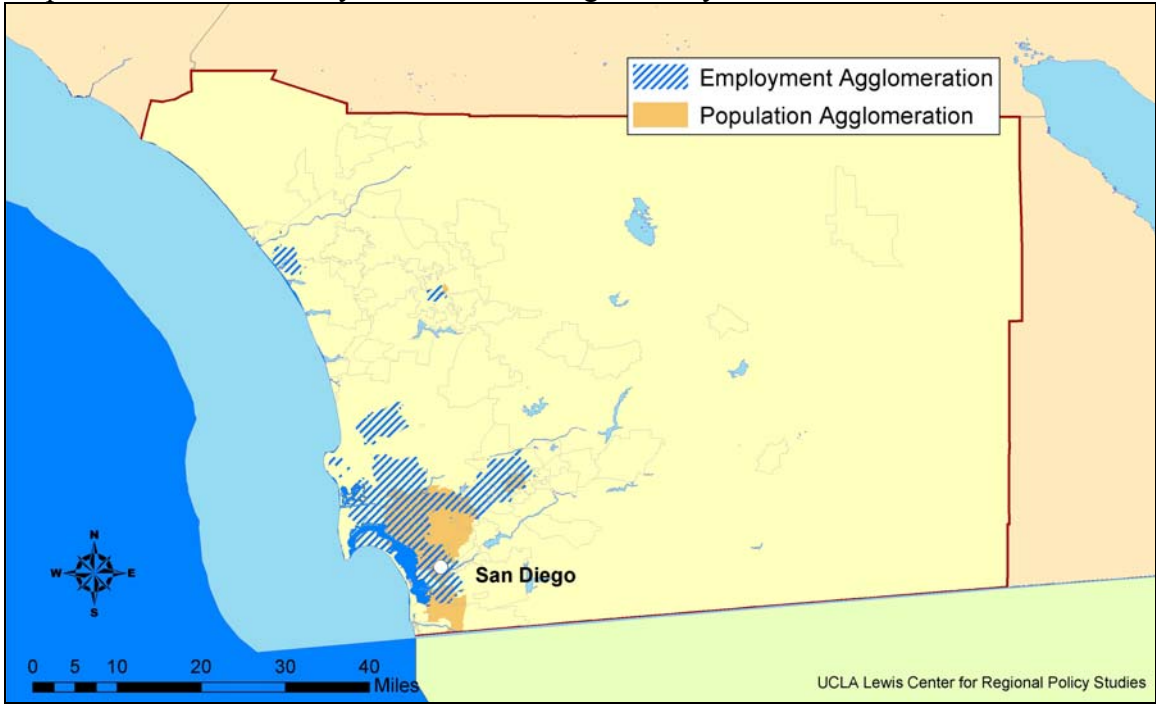 Employment Agglomeration
Population Agglomeration
San Diego
N
W E
S
0 5 10 20 30 40
Miles
UCLA Lewis Center for Regional Policy Studies